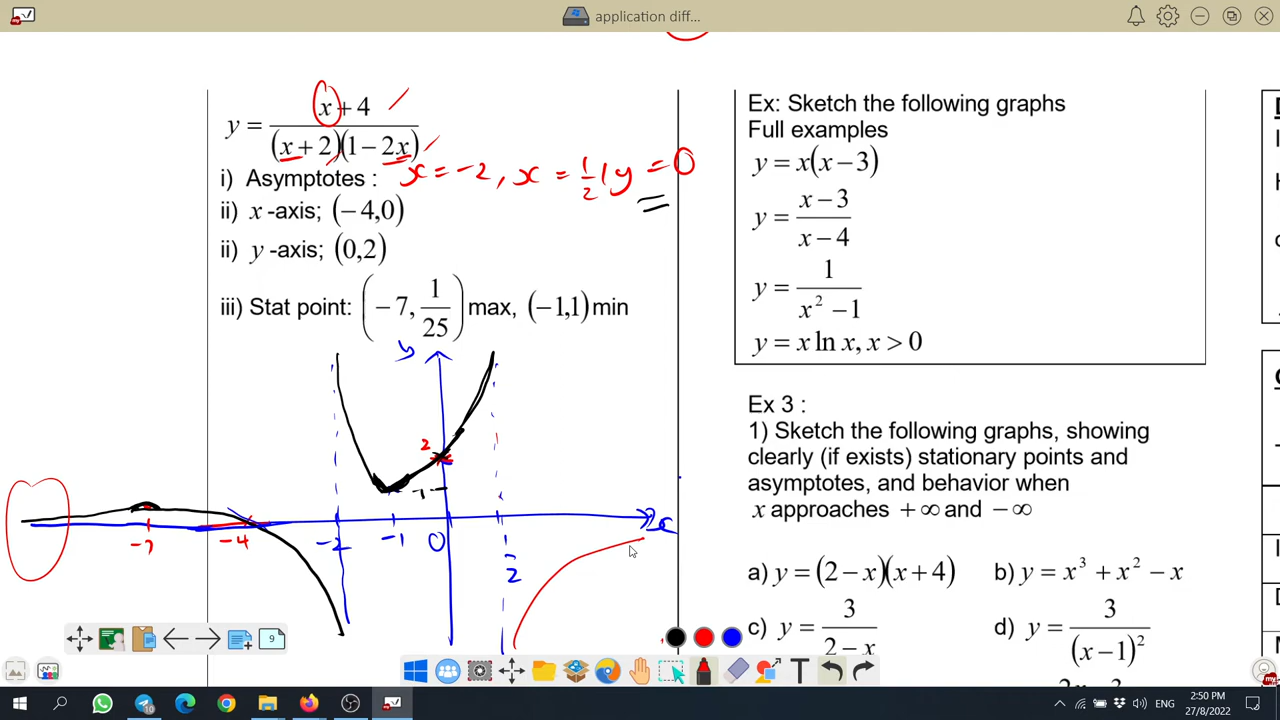 application diff...
y = x+4 / (x+2)(1−2x)
i) Asymptotes : x = -2, x = 1/2, y = 0
ii) x -axis; (−4,0)
ii) y -axis; (0,2)
iii) Stat point: (−7, 1/25) max, (−1,1) min
y
2
x
-7 -4 -2 -1 0 1/2
Ex: Sketch the following graphs
Full examples
y = x(x−3)
y = x−3 / x−4
y = 1 / x² −1
y = x ln x, x > 0
Ex 3 :
1) Sketch the following graphs, showing
clearly (if exists) stationary points and
asymptotes, and behavior when
x approaches +∞ and −∞
a) y = (2−x)(x+4) b) y = x³ + x² − x
c) y = 3 / 2−x d) y = 3 / (x−1)²
9
ENG
2:50 PM
27/8/2022